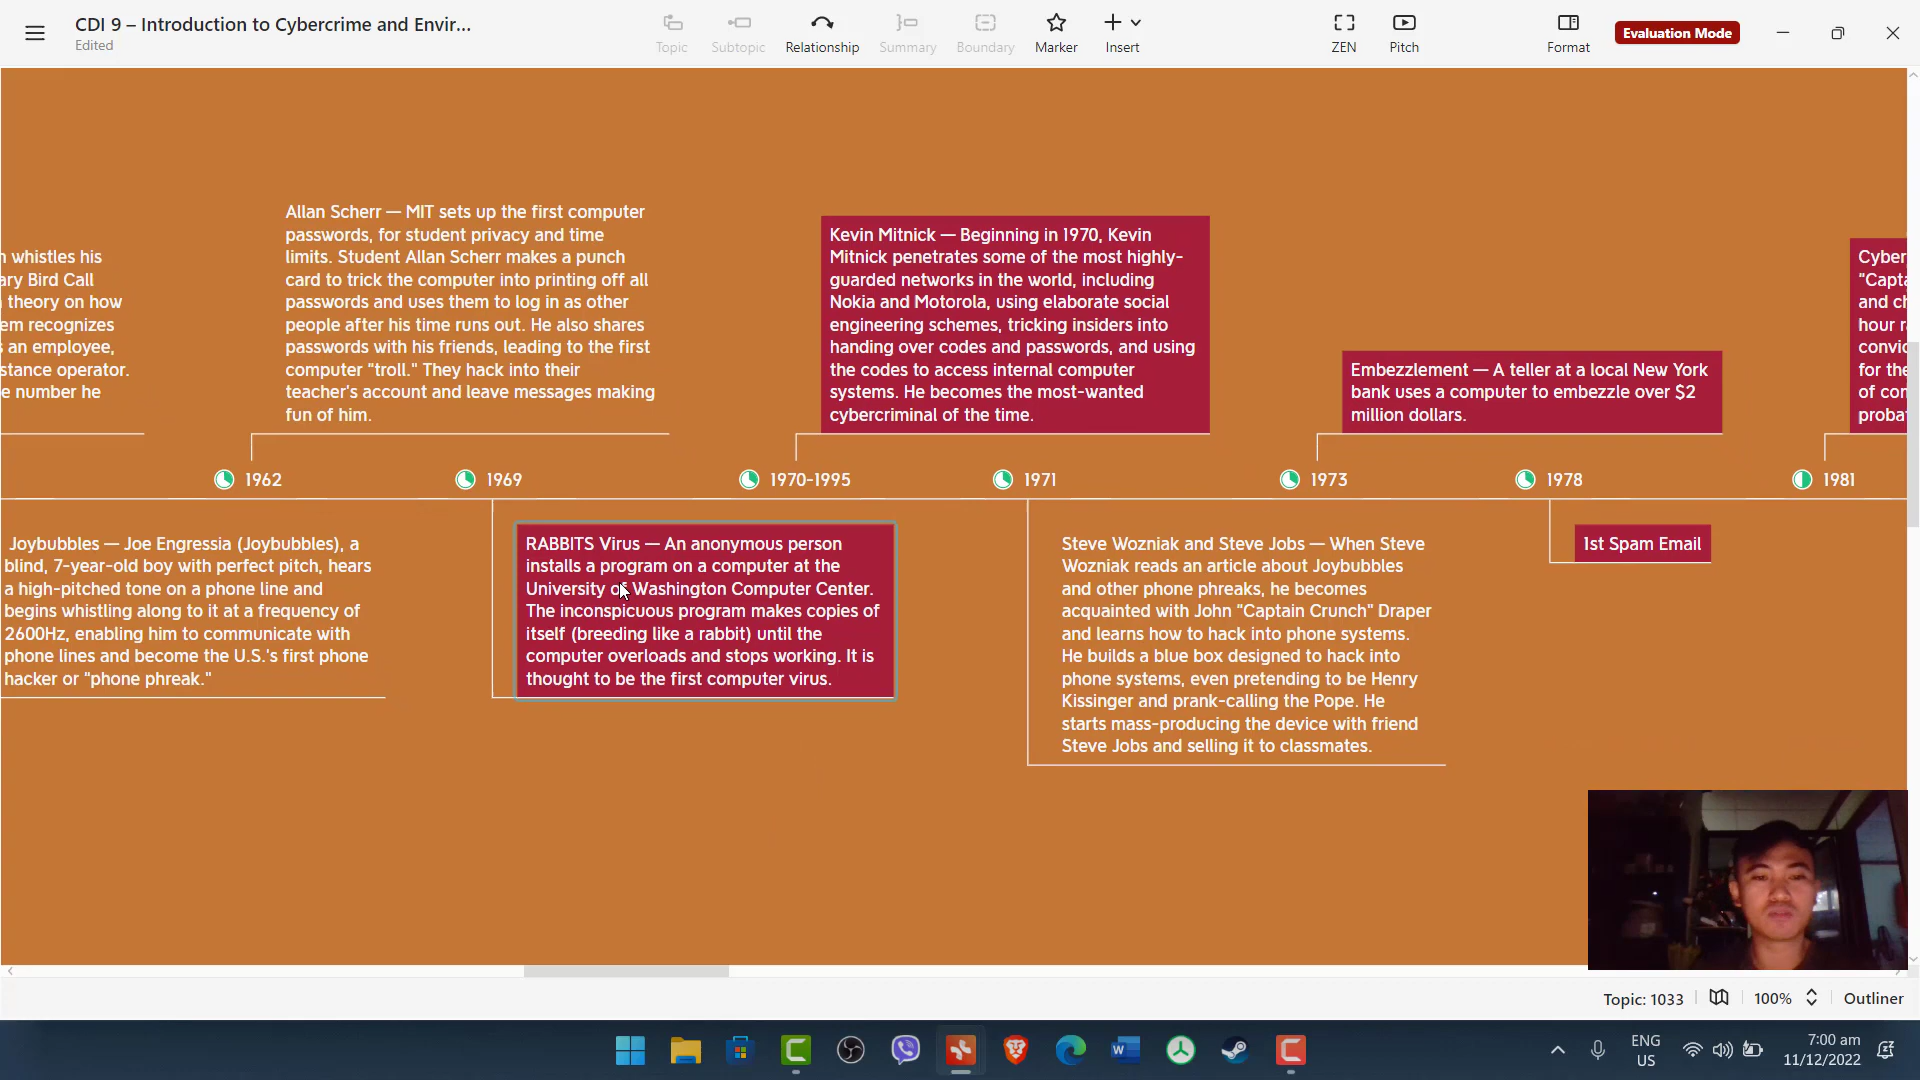 CDI 9 – Introduction to Cybercrime and Envir...
Edited
Topic
Subtopic
Relationship
Summary
Boundary
Marker
Insert
ZEN
Pitch
Format
Evaluation Mode
whistles his
ary Bird Call
theory on how
em recognizes
an employee,
stance operator.
e number he
Allan Scherr — MIT sets up the first computer
passwords, for student privacy and time
limits. Student Allan Scherr makes a punch
card to trick the computer into printing off all
passwords and uses them to log in as other
people after his time runs out. He also shares
passwords with his friends, leading to the first
computer "troll." They hack into their
teacher's account and leave messages making
fun of him.
Kevin Mitnick — Beginning in 1970, Kevin
Mitnick penetrates some of the most highly-
guarded networks in the world, including
Nokia and Motorola, using elaborate social
engineering schemes, tricking insiders into
handing over codes and passwords, and using
the codes to access internal computer
systems. He becomes the most-wanted
cybercriminal of the time.
Embezzlement — A teller at a local New York
bank uses a computer to embezzle over $2
million dollars.
Cyber
"Capta
and ch
hour r
convic
for the
of con
proba
1962
1969
1970-1995
1971
1973
1978
1981
Joybubbles — Joe Engressia (Joybubbles), a
blind, 7-year-old boy with perfect pitch, hears
a high-pitched tone on a phone line and
begins whistling along to it at a frequency of
2600Hz, enabling him to communicate with
phone lines and become the U.S.'s first phone
hacker or "phone phreak."
RABBITS Virus — An anonymous person
installs a program on a computer at the
University of Washington Computer Center.
The inconspicuous program makes copies of
itself (breeding like a rabbit) until the
computer overloads and stops working. It is
thought to be the first computer virus.
Steve Wozniak and Steve Jobs — When Steve
Wozniak reads an article about Joybubbles
and other phone phreaks, he becomes
acquainted with John "Captain Crunch" Draper
and learns how to hack into phone systems.
He builds a blue box designed to hack into
phone systems, even pretending to be Henry
Kissinger and prank-calling the Pope. He
starts mass-producing the device with friend
Steve Jobs and selling it to classmates.
1st Spam Email
Topic: 1033
100%
Outliner
ENG
US
7:00 am
11/12/2022